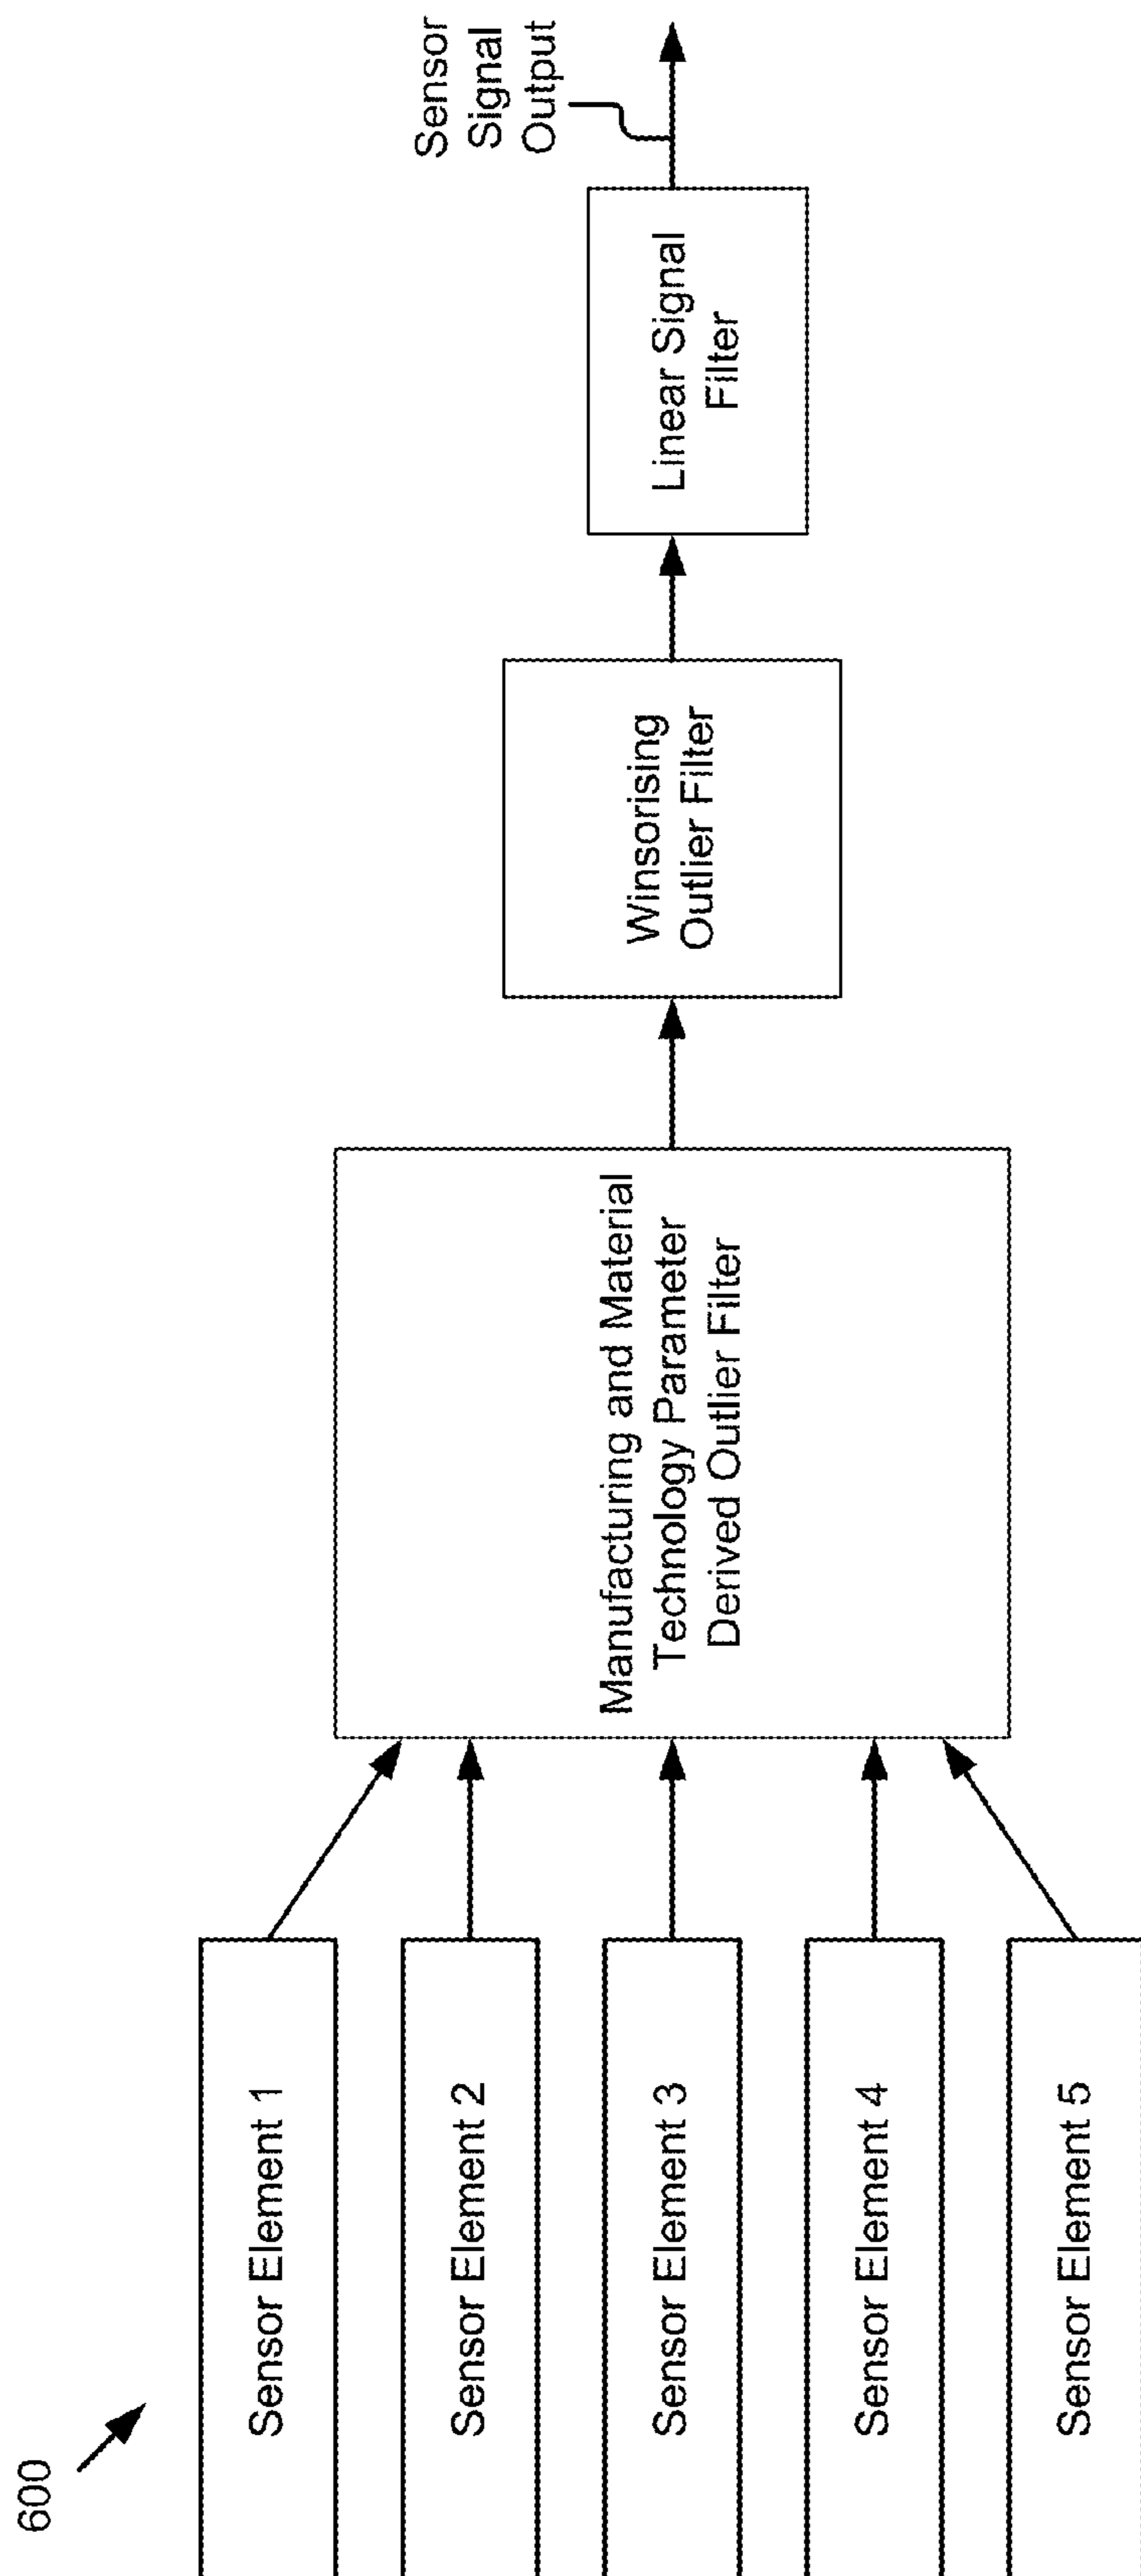 600
Sensor Element 1
Sensor Element 2
Sensor Element 3
Sensor Element 4
Sensor Element 5
Manufacturing and Material
Technology Parameter
Derived Outlier Filter
Winsorising
Outlier Filter
Linear Signal
Filter
Sensor
Signal
Output